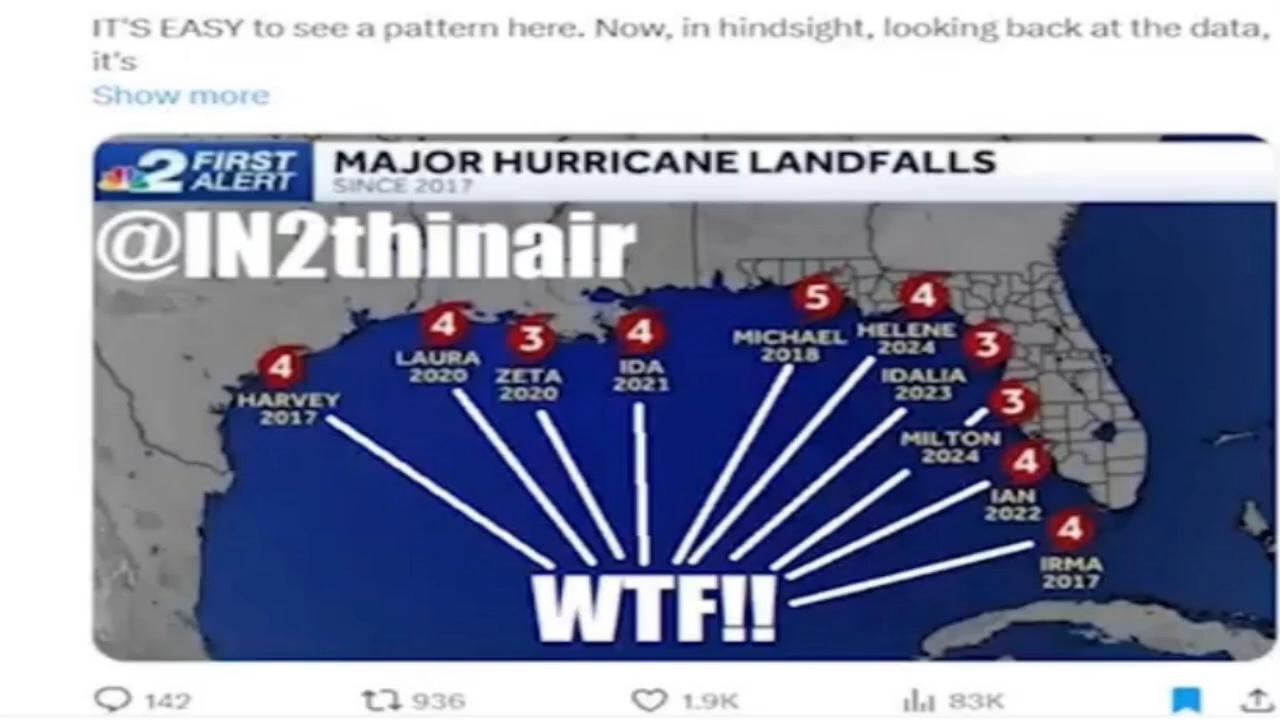 IT'S EASY to see a pattern here. Now, in hindsight, looking back at the data,
it's
Show more
2 FIRST ALERT
MAJOR HURRICANE LANDFALLS
SINCE 2017
@IN2thinair
4
HARVEY
2017
4
LAURA
2020
3
ZETA
2020
4
IDA
2021
5
MICHAEL
2018
4
HELENE
2024
3
IDALIA
2023
3
MILTON
2024
4
IAN
2022
4
IRMA
2017
WTF!!
142 936 1.9K 83K